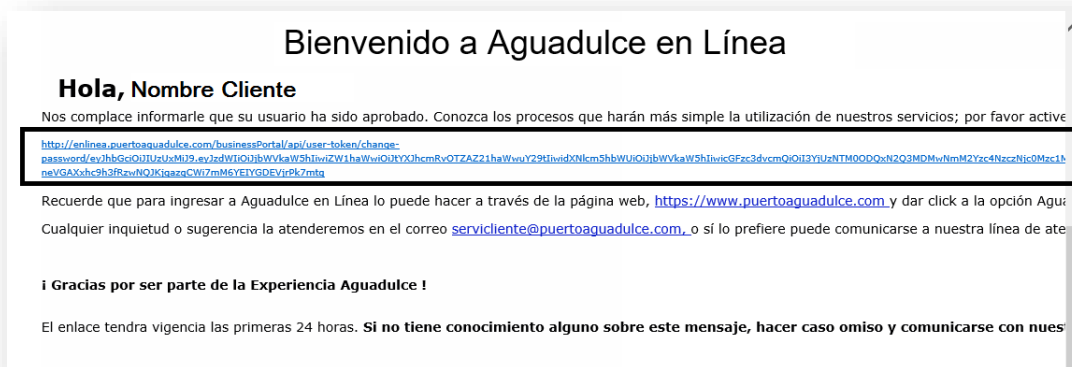 Bienvenido a Aguadulce en Línea
Hola, Nombre Cliente
Nos complace informarle que su usuario ha sido aprobado. Conozca los procesos que harán más simple la utilización de nuestros servicios; por favor active
http://enlinea.puertoaguadulce.com/businessPortal/api/user-token/change-
Recuerde que para ingresar a Aguadulce en Línea lo puede hacer a través de la página web, https://www.puertoaguadulce.com y dar click a la opción
Cualquier inquietud o sugerencia la atenderemos en el correo servicliente@puertoaguadulce.com, o sí lo prefiere puede comunicarse a nuestra línea de
¡ Gracias por ser parte de la Experiencia Aguadulce !
El enlace tendra vigencia las primeras 24 horas. Si no tiene conocimiento alguno sobre este mensaje, hacer caso omiso y comunicarse con